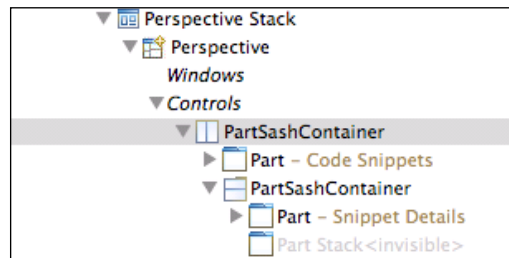 Perspective Stack
Perspective
Windows
Controls
PartSashContainer
Part – Code Snippets
PartSashContainer
Part – Snippet Details
Part Stack<invisible>